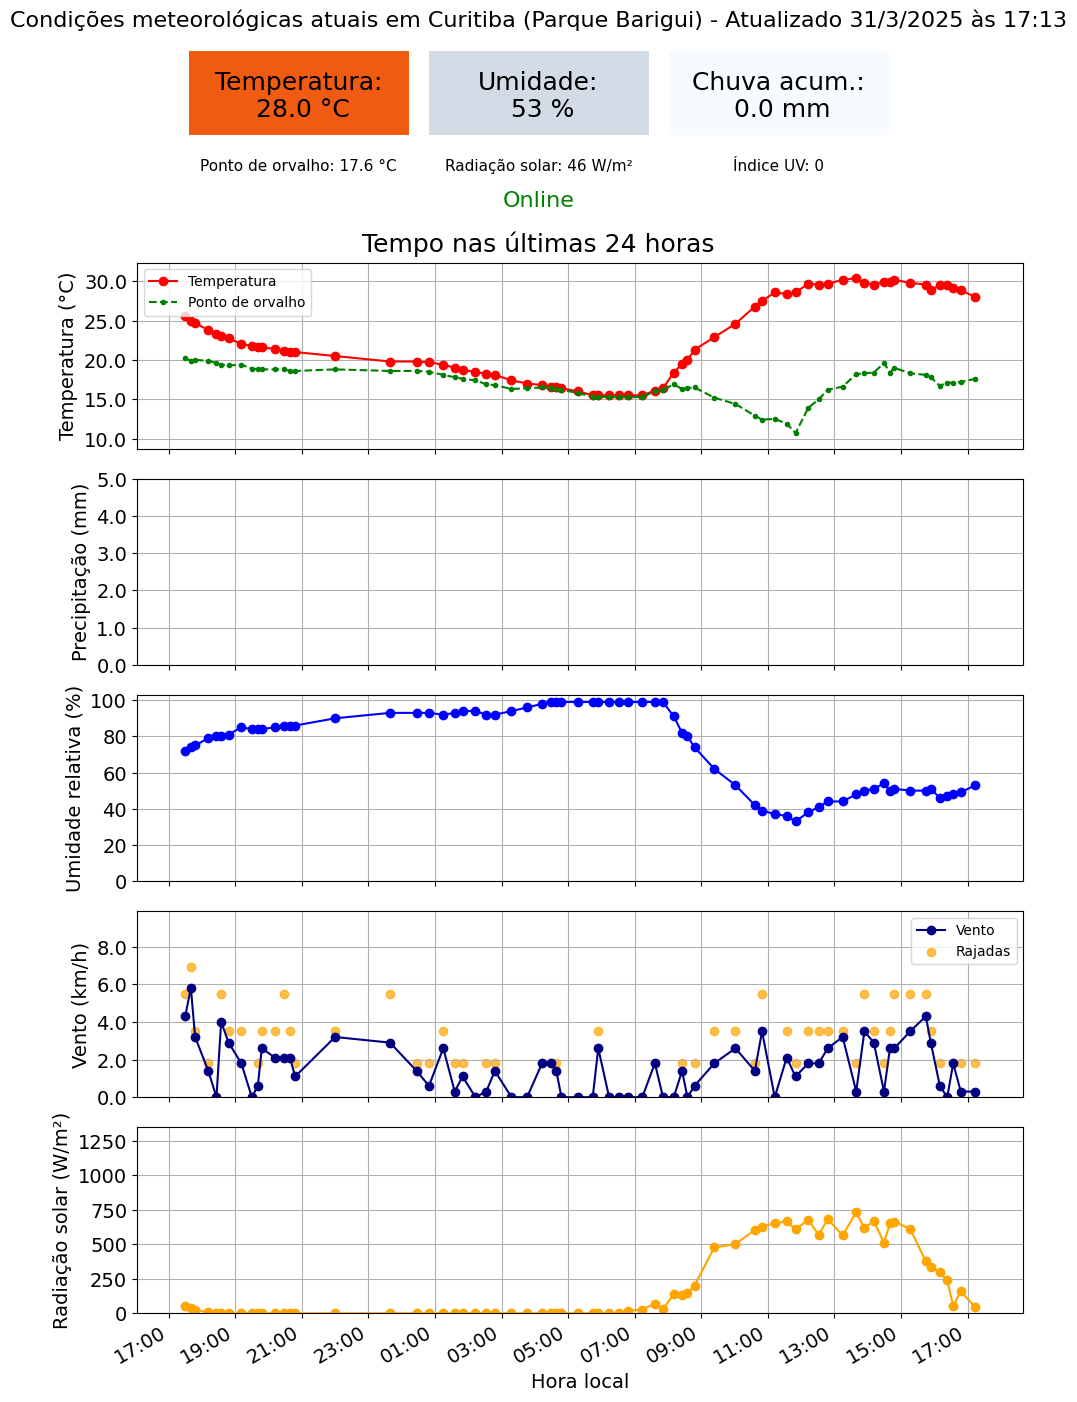 Condições meteorológicas atuais em Curitiba (Parque Barigui) - Atualizado 31/3/2025 às 17:13
Temperatura:
28.0 °C
Umidade:
53 %
Chuva acum.:
0.0 mm
Ponto de orvalho: 17.6 °C
Radiação solar: 46 W/m²
Índice UV: 0
Online
Tempo nas últimas 24 horas
Temperatura (°C)
30.0
25.0
20.0
15.0
10.0
Temperatura
Ponto de orvalho
Precipitação (mm)
5.0
4.0
3.0
2.0
1.0
0.0
Umidade relativa (%)
100
80
60
40
20
0
Vento (km/h)
8.0
6.0
4.0
2.0
0.0
Vento
Rajadas
Radiação solar (W/m²)
1250
1000
750
500
250
0
17:00
19:00
21:00
23:00
01:00
03:00
05:00
07:00
09:00
11:00
13:00
15:00
17:00
Hora local